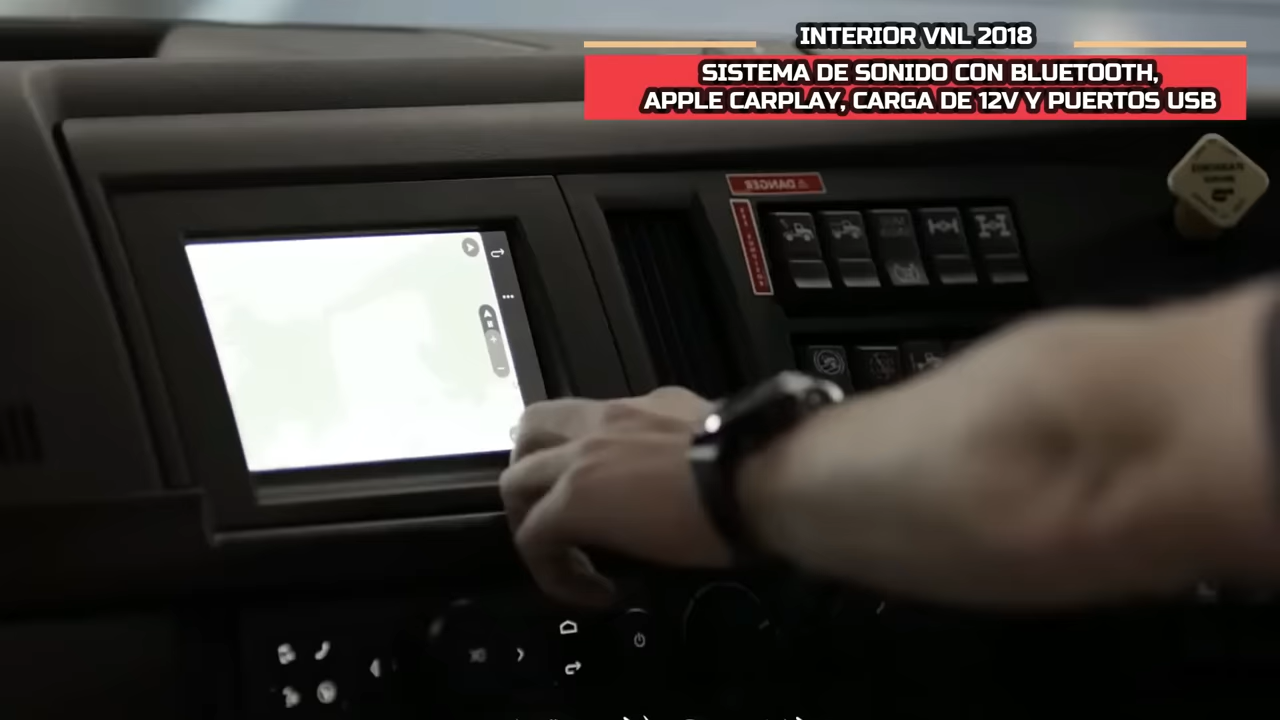 INTERIOR VNL 2018
SISTEMA DE SONIDO CON BLUETOOTH,
APPLE CARPLAY, CARGA DE 12V Y PUERTOS USB
DANGER